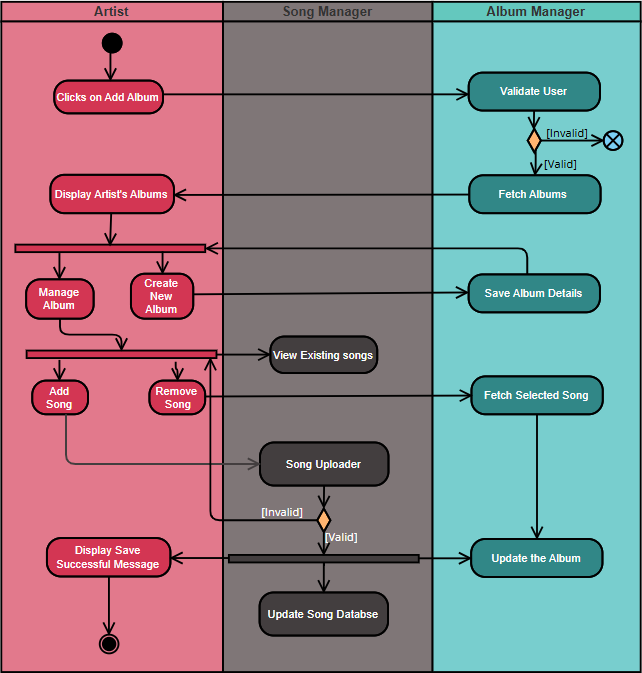 Artist
Song Manager
Album Manager
Clicks on Add Album
Validate User
[Invalid]
[Valid]
Display Artist's Albums
Fetch Albums
Manage
Album
Create
New
Album
Save Album Details
View Existing songs
Add
Song
Remove
Song
Fetch Selected Song
Song Uploader
[Invalid]
[Valid]
Display Save
Successful Message
Update the Album
Update Song Databse